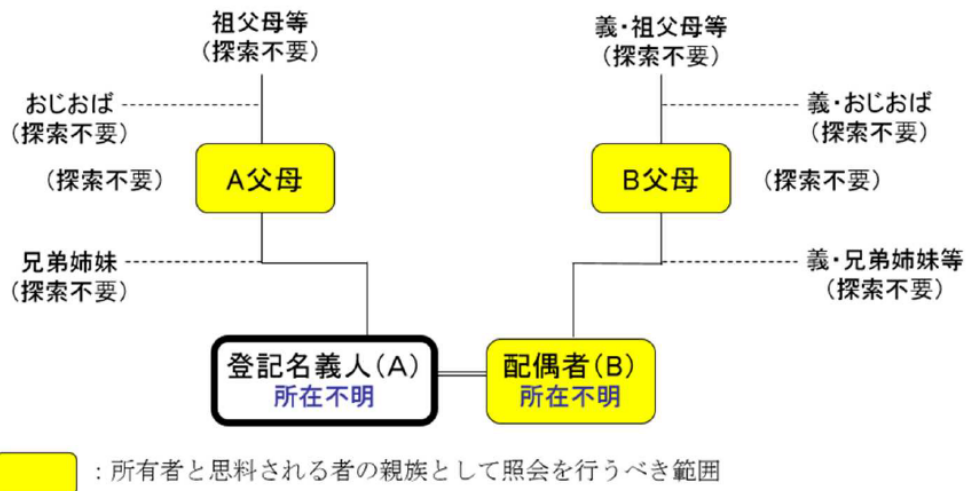 祖父母等
（探索不要）
義・祖父母等
（探索不要）
おじおば
（探索不要）
義・おじおば
（探索不要）
（探索不要）
A父母
B父母
（探索不要）
兄弟姉妹
（探索不要）
義・兄弟姉妹等
（探索不要）
登記名義人(A)
所在不明
配偶者(B)
所在不明
：所有者と思料される者の親族として照会を行うべき範囲